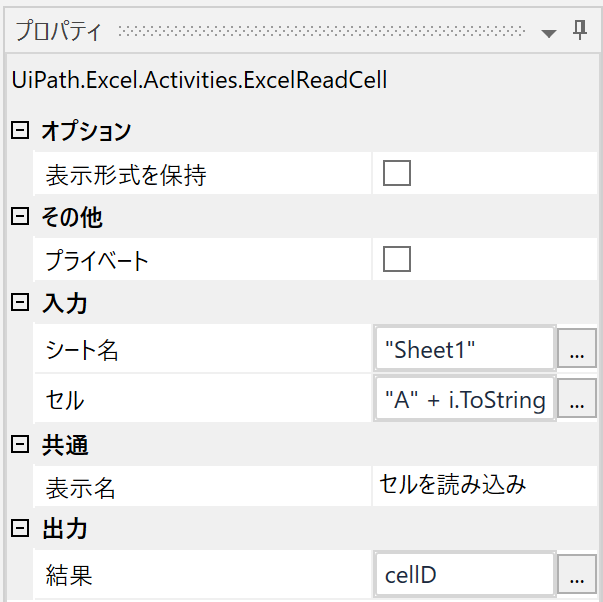 プロパティ
UiPath.Excel.Activities.ExcelReadCell
オプション
表示形式を保持
その他
プライベート
入力
シート名 "Sheet1" ...
セル "A" + i.ToString ...
共通
表示名 セルを読み込み
出力
結果 cellD ...